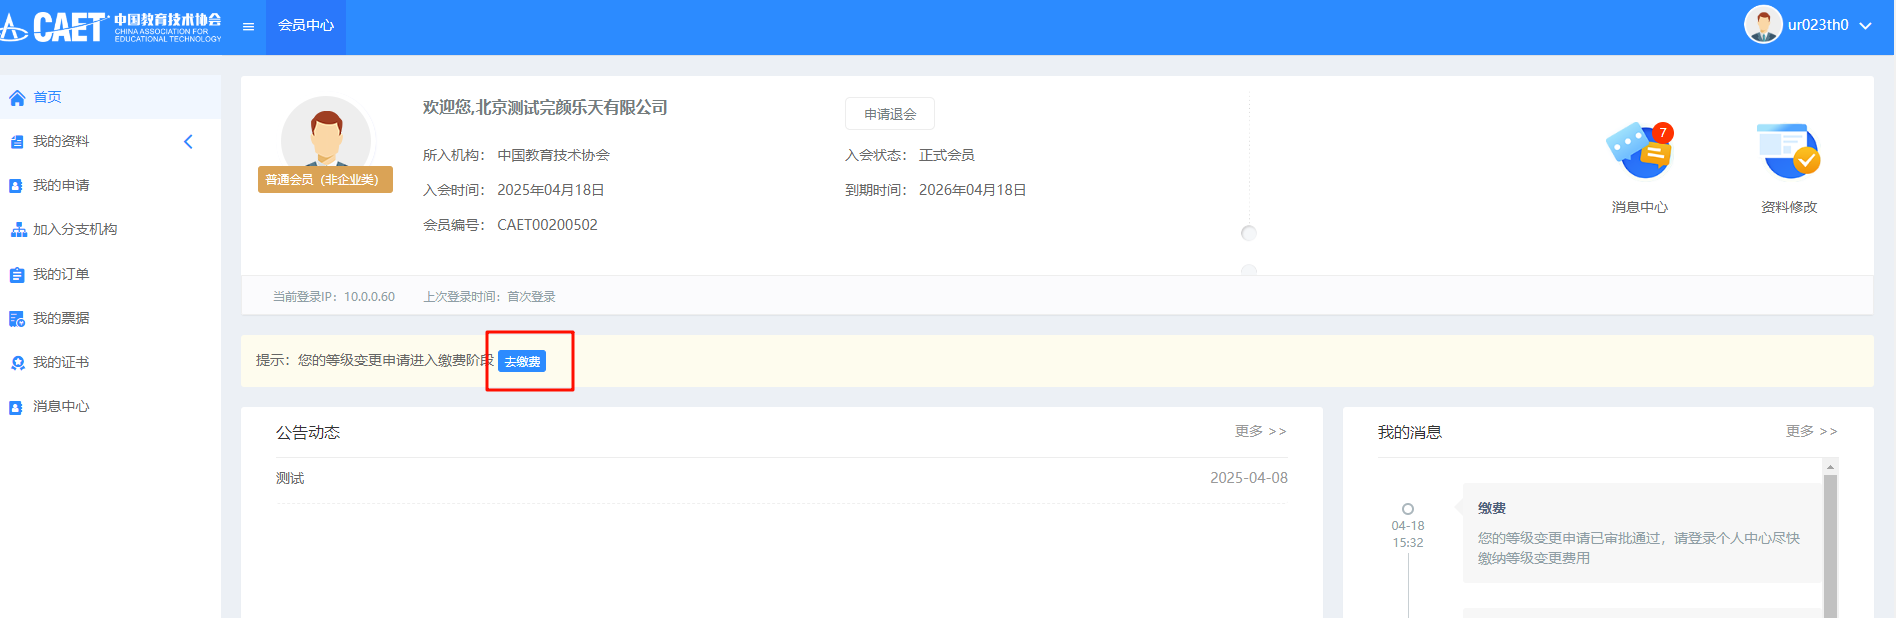 CAET 中国教育技术协会
CHINA ASSOCIATION FOR
EDUCATIONAL TECHNOLOGY
会员中心
ur023th0
首页
我的资料
我的申请
加入分支机构
我的订单
我的票据
我的证书
消息中心
普通会员（非企业类）
欢迎您,北京测试完颜乐天有限公司
申请退会
所入机构： 中国教育技术协会
入会状态： 正式会员
入会时间： 2025年04月18日
到期时间： 2026年04月18日
会员编号： CAET00200502
7
消息中心
资料修改
当前登录IP：10.0.0.60
上次登录时间：首次登录
提示：您的等级变更申请进入缴费阶段 去缴费
公告动态
更多 >>
测试
2025-04-08
我的消息
更多 >>
04-18
15:32
缴费
您的等级变更申请已审批通过，请登录个人中心尽快
缴纳等级变更费用